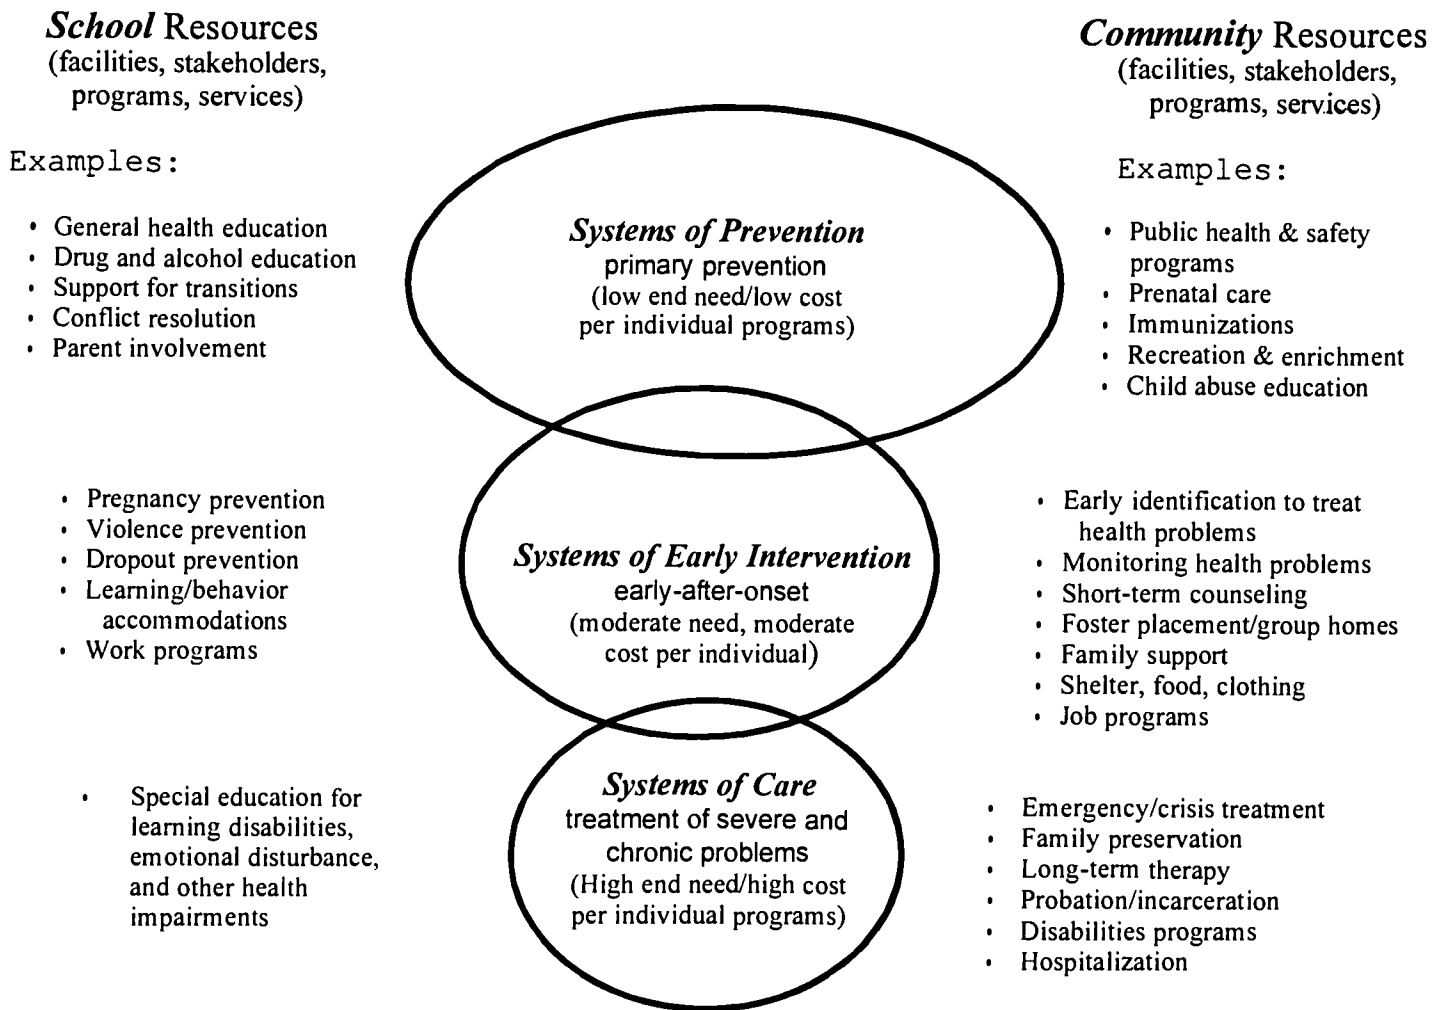 School Resources
(facilities, stakeholders,
programs, services)
Examples:
• General health education
• Drug and alcohol education
• Support for transitions
• Conflict resolution
• Parent involvement
• Pregnancy prevention
• Violence prevention
• Dropout prevention
• Learning/behavior
accommodations
• Work programs
• Special education for
learning disabilities,
emotional disturbance,
and other health
impairments
Systems of Prevention
primary prevention
(low end need/low cost
per individual programs)
Systems of Early Intervention
early-after-onset
(moderate need, moderate
cost per individual)
Systems of Care
treatment of severe and
chronic problems
(High end need/high cost
per individual programs)
Community Resources
(facilities, stakeholders,
programs, services)
Examples:
• Public health & safety
programs
• Prenatal care
• Immunizations
• Recreation & enrichment
• Child abuse education
• Early identification to treat
health problems
• Monitoring health problems
• Short-term counseling
• Foster placement/group homes
• Family support
• Shelter, food, clothing
• Job programs
• Emergency/crisis treatment
• Family preservation
• Long-term therapy
• Probation/incarceration
• Disabilities programs
• Hospitalization